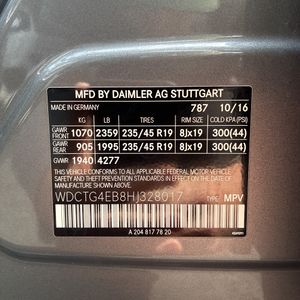 MFD BY DAIMLER AG STUTTGART
MADE IN GERMANY 787 10/16
KG LB TIRES RIM SIZE COLD KPA (PSI)
GAWR FRONT 1070 2359 235/45 R19 8Jx19 300(44)
GAWR REAR 905 1995 235/45 R19 8Jx19 300(44)
GVWR 1940 4277
THIS VEHICLE CONFORMS TO ALL APPLICABLE FEDERAL MOTOR VEHICLE SAFETY AND THEFT PREVENTION STANDARDS
IN EFFECT ON THE DATE OF MANUFACTURE SHOWN ABOVE.
WDCTG4EB8HJ328017 TYPE: MPV
A 204 817 76 20